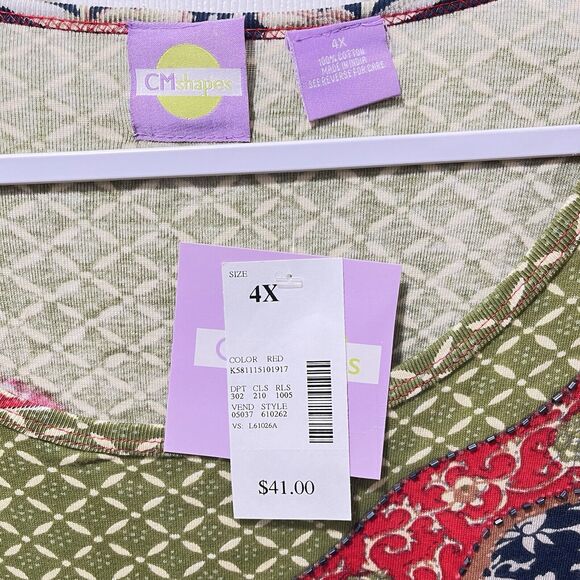 CMshapes
4X
100% COTTON
MADE IN INDIA
SEE REVERSE FOR CARE
SIZE
4X
COLOR RED
K581115101917
DPT CLS RLS
302 210 1005
VEND STYLE
05037 610262
VS: L61026A
$41.00